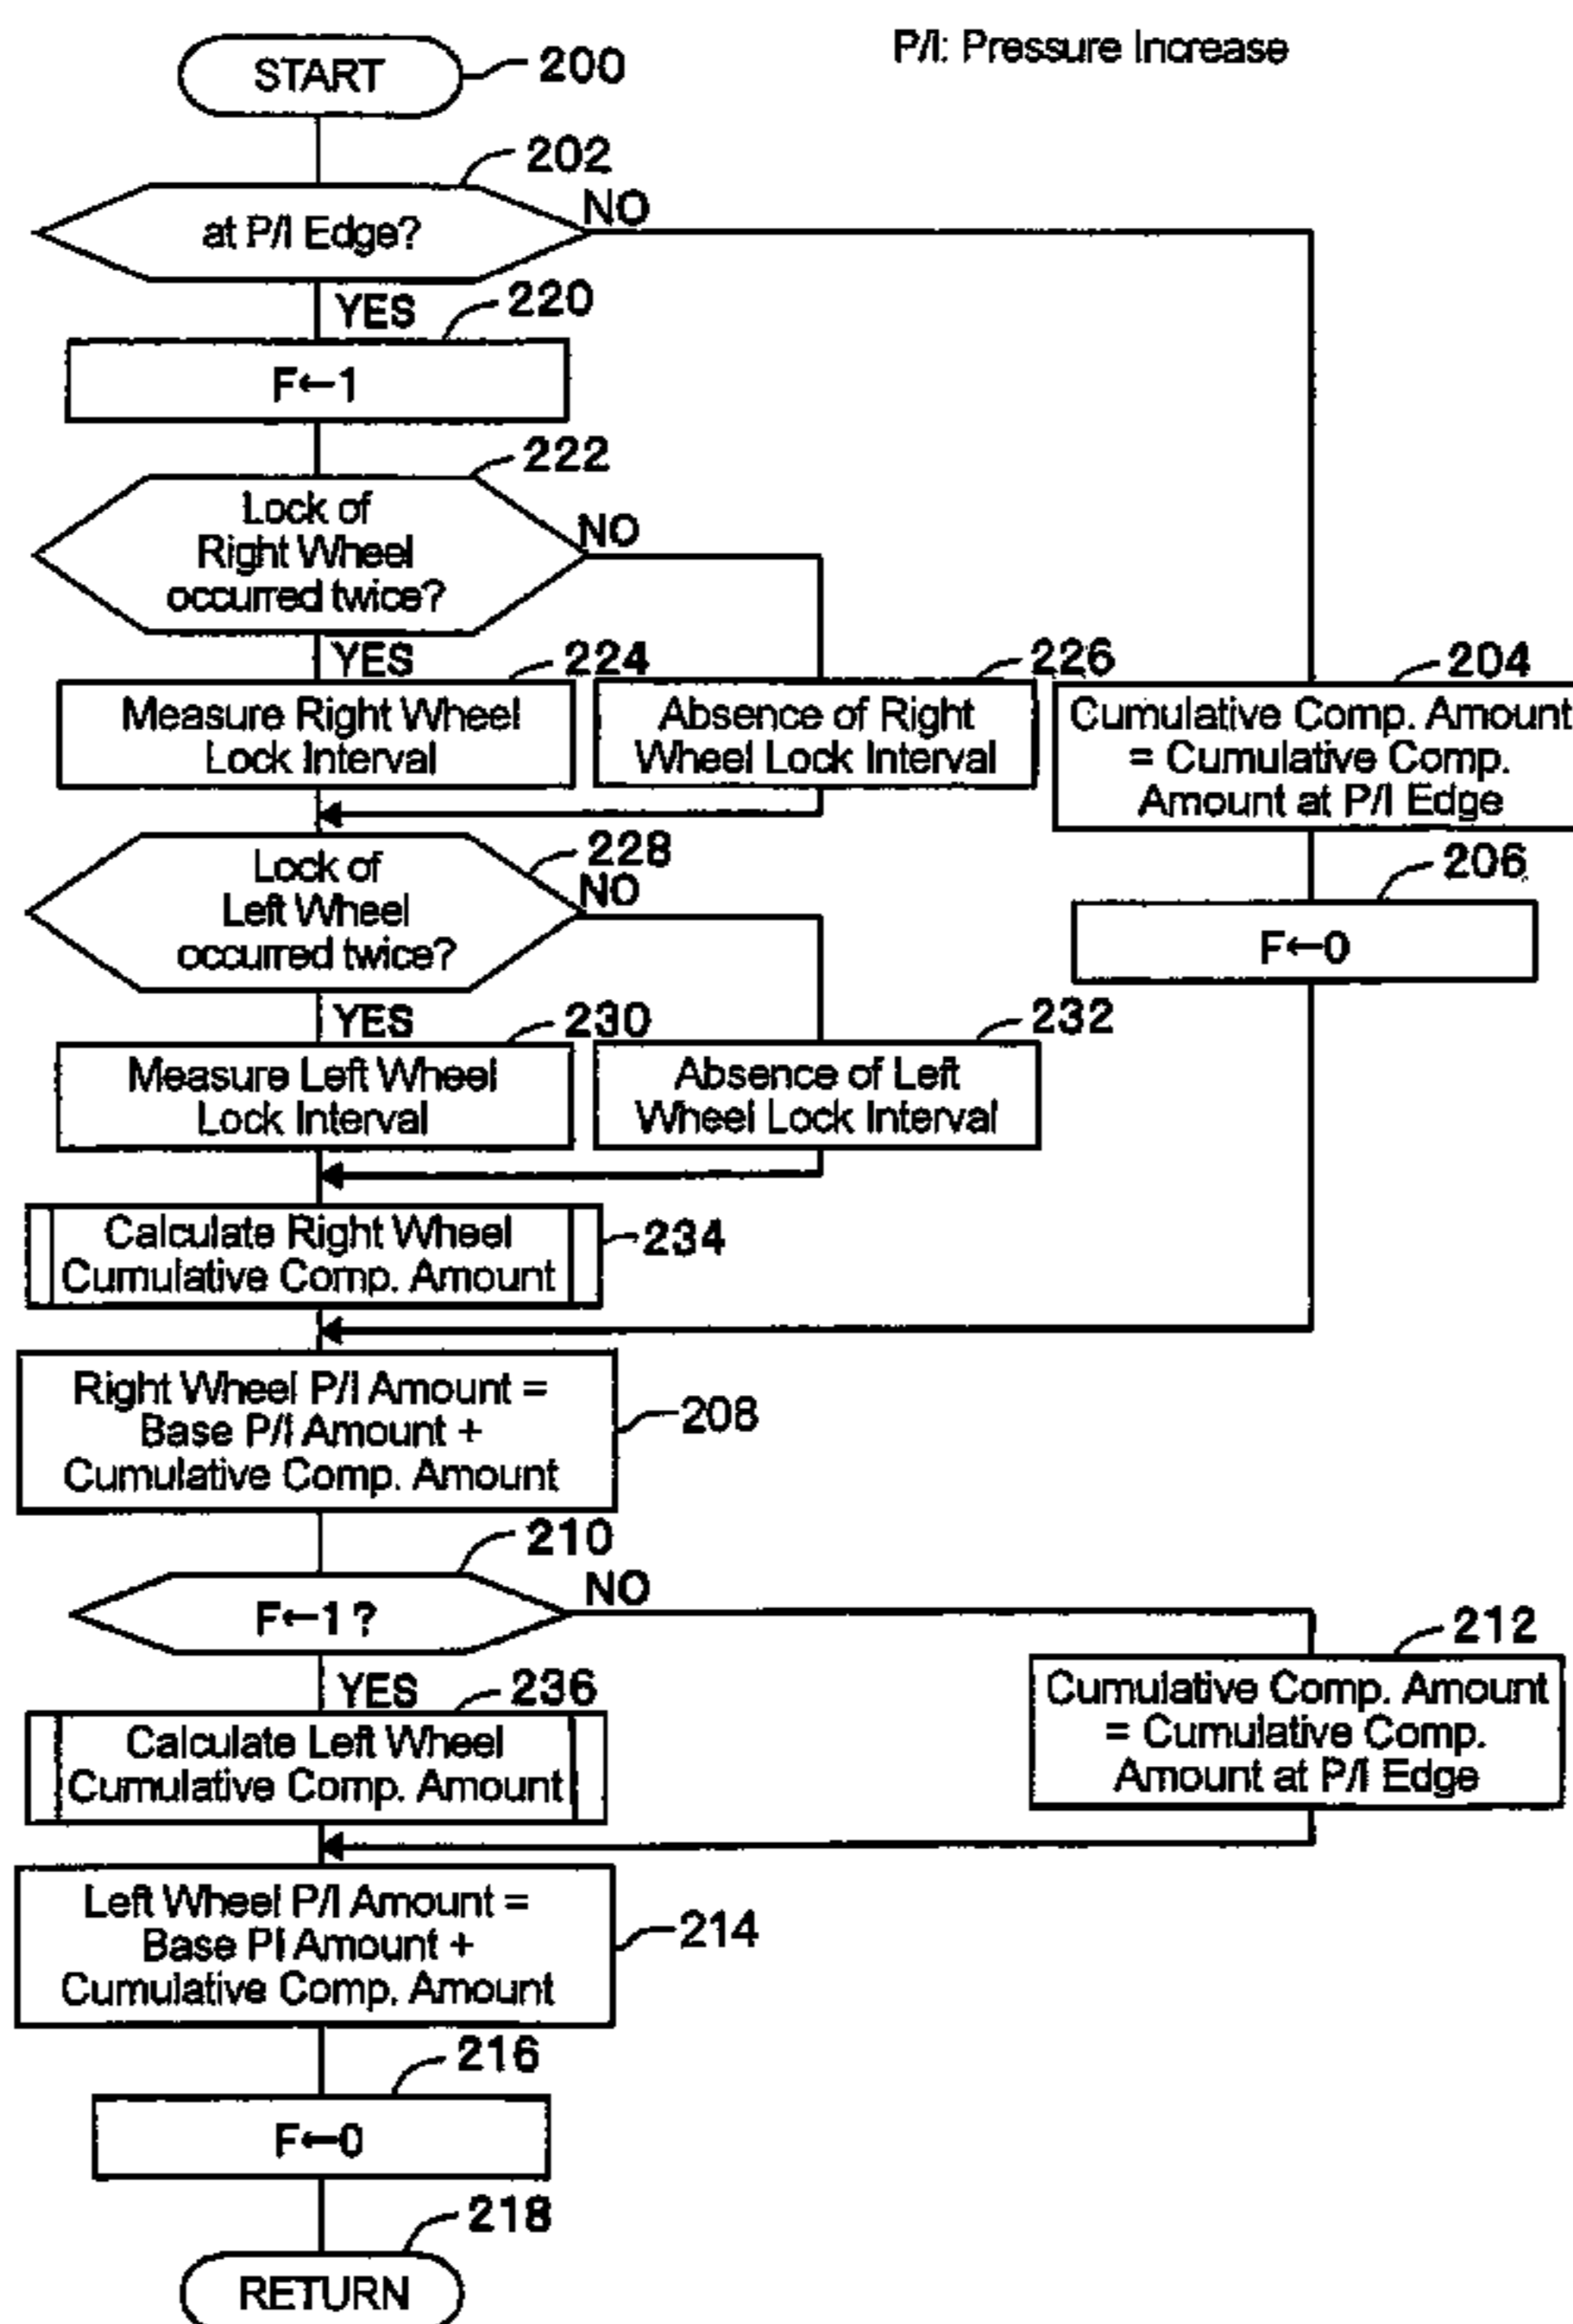 P/I: Pressure Increase
START
200
202
at P/I Edge?
NO
YES
220
F←1
222
Lock of
Right Wheel
occurred twice?
NO
YES
224
Measure Right Wheel
Lock Interval
226
Absence of Right
Wheel Lock Interval
204
Cumulative Comp. Amount
= Cumulative Comp.
Amount at P/I Edge
206
F←0
228
Lock of
Left Wheel
occurred twice?
NO
YES
230
Measure Left Wheel
Lock Interval
232
Absence of Left
Wheel Lock Interval
Calculate Right Wheel
Cumulative Comp. Amount
234
Right Wheel P/I Amount =
Base P/I Amount +
Cumulative Comp. Amount
208
210
F←1 ?
NO
YES
212
Cumulative Comp. Amount
= Cumulative Comp.
Amount at P/I Edge
236
Calculate Left Wheel
Cumulative Comp. Amount
Left Wheel P/I Amount =
Base PI Amount +
Cumulative Comp. Amount
214
216
F←0
218
RETURN